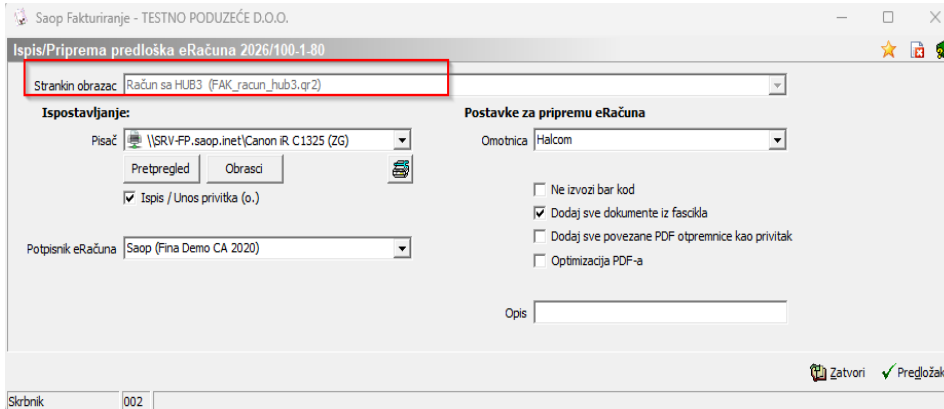 Saop Fakturiranje - TESTNO PODUZEĆE D.O.O.
Ispis/Priprema predloška eRačuna 2026/100-1-80
Strankin obrazac Račun sa HUB3 (FAK_racun_hub3.qr2)
Ispostavljanje:
Postavke za pripremu eRačuna
Pisač \\SRV-FP.saop.inet\Canon iR C1325 (ZG)
Omotnica Halcom
Pretpregled Obrasci
Ispis / Unos privitka (o.)
Ne izvozi bar kod
Dodaj sve dokumente iz fascikla
Dodaj sve povezane PDF otpremnice kao privitak
Optimizacija PDF-a
Potpisnik eRačuna Saop (Fina Demo CA 2020)
Opis
Zatvori Predložak
Skrbnik 002